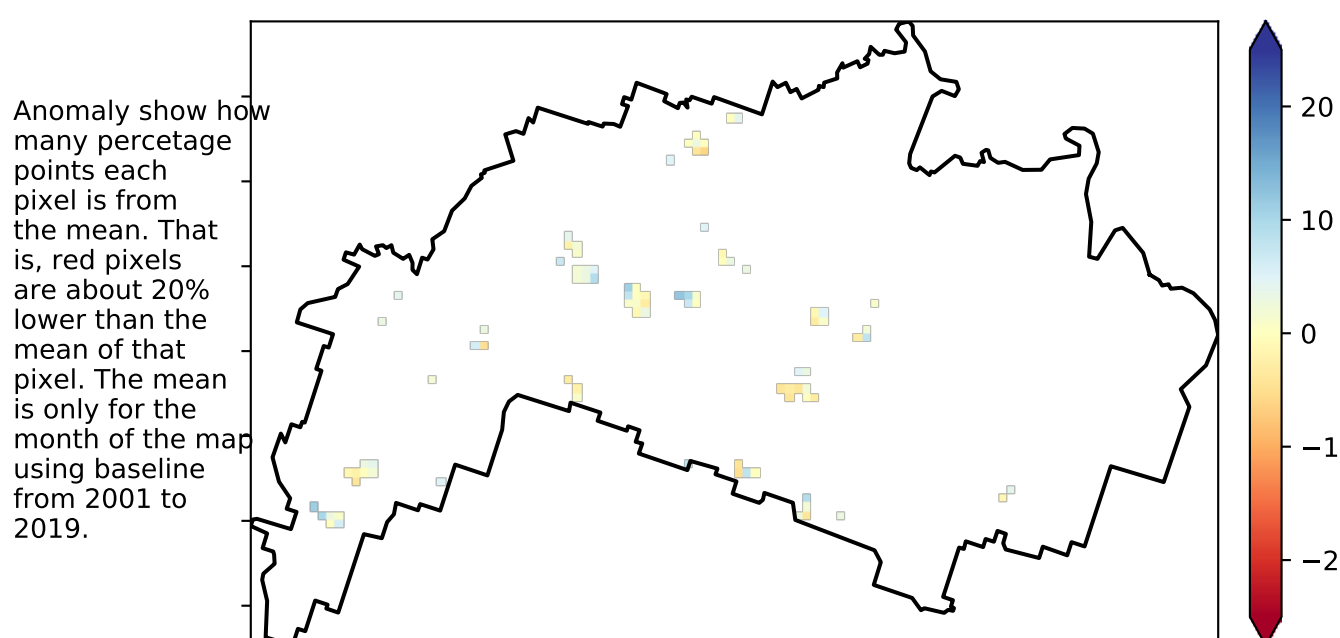 Anomaly show how
many percetage
points each
pixel is from
the mean. That
is, red pixels
are about 20%
lower than the
mean of that
pixel. The mean
is only for the
month of the map
using baseline
from 2001 to
2019.
20
10
0
−1
−2